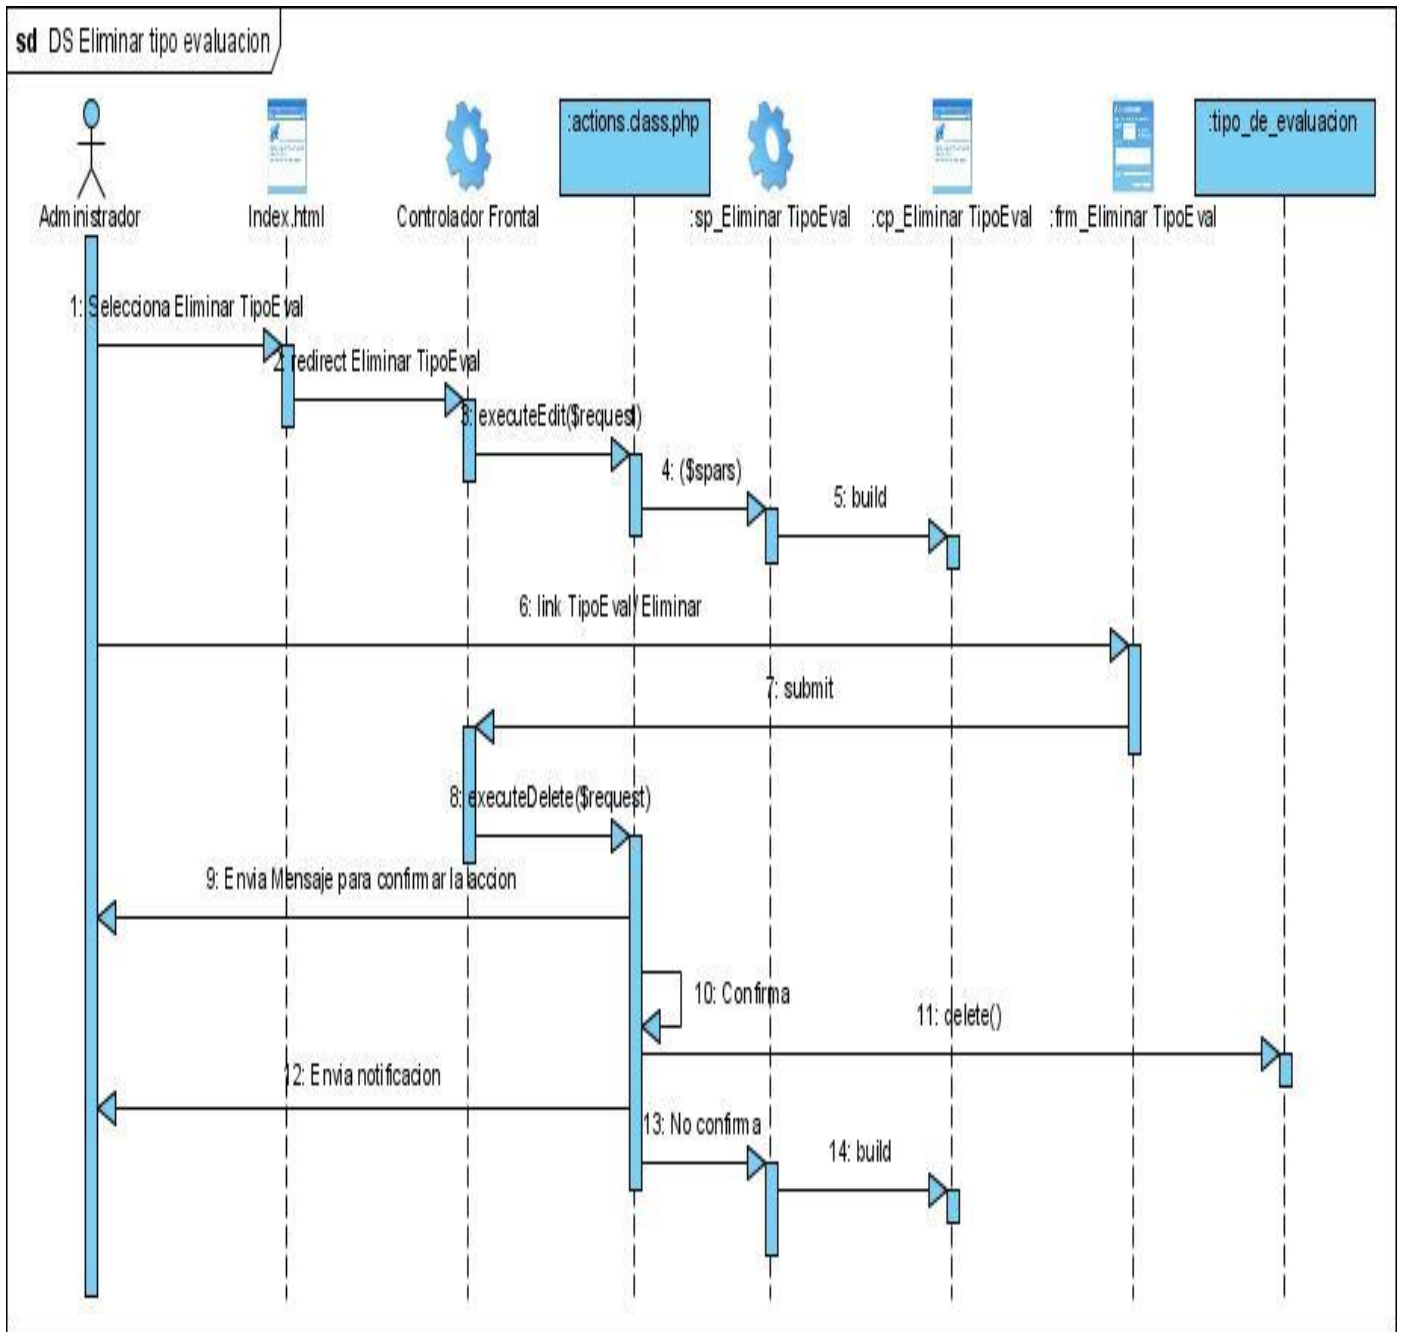 sd DS Eliminar tipo evaluacion
:actions.class.php
:tipo_de_evaluacion
Administrador
Index.html
Controlador Frontal
:sp_Eliminar TipoEval
:cp_Eliminar TipoEval
:frm_Eliminar TipoEval
1: Selecciona Eliminar TipoEval
2: redirect Eliminar TipoEval
3: executeEdit($request)
4: ($spars)
5: build
6: link TipoEval/Eliminar
7: submit
8: executeDelete($request)
9: Envia Mensaje para confirmar la accion
10: Confirma
11: delete()
12: Envia notificacion
13: No confirma
14: build